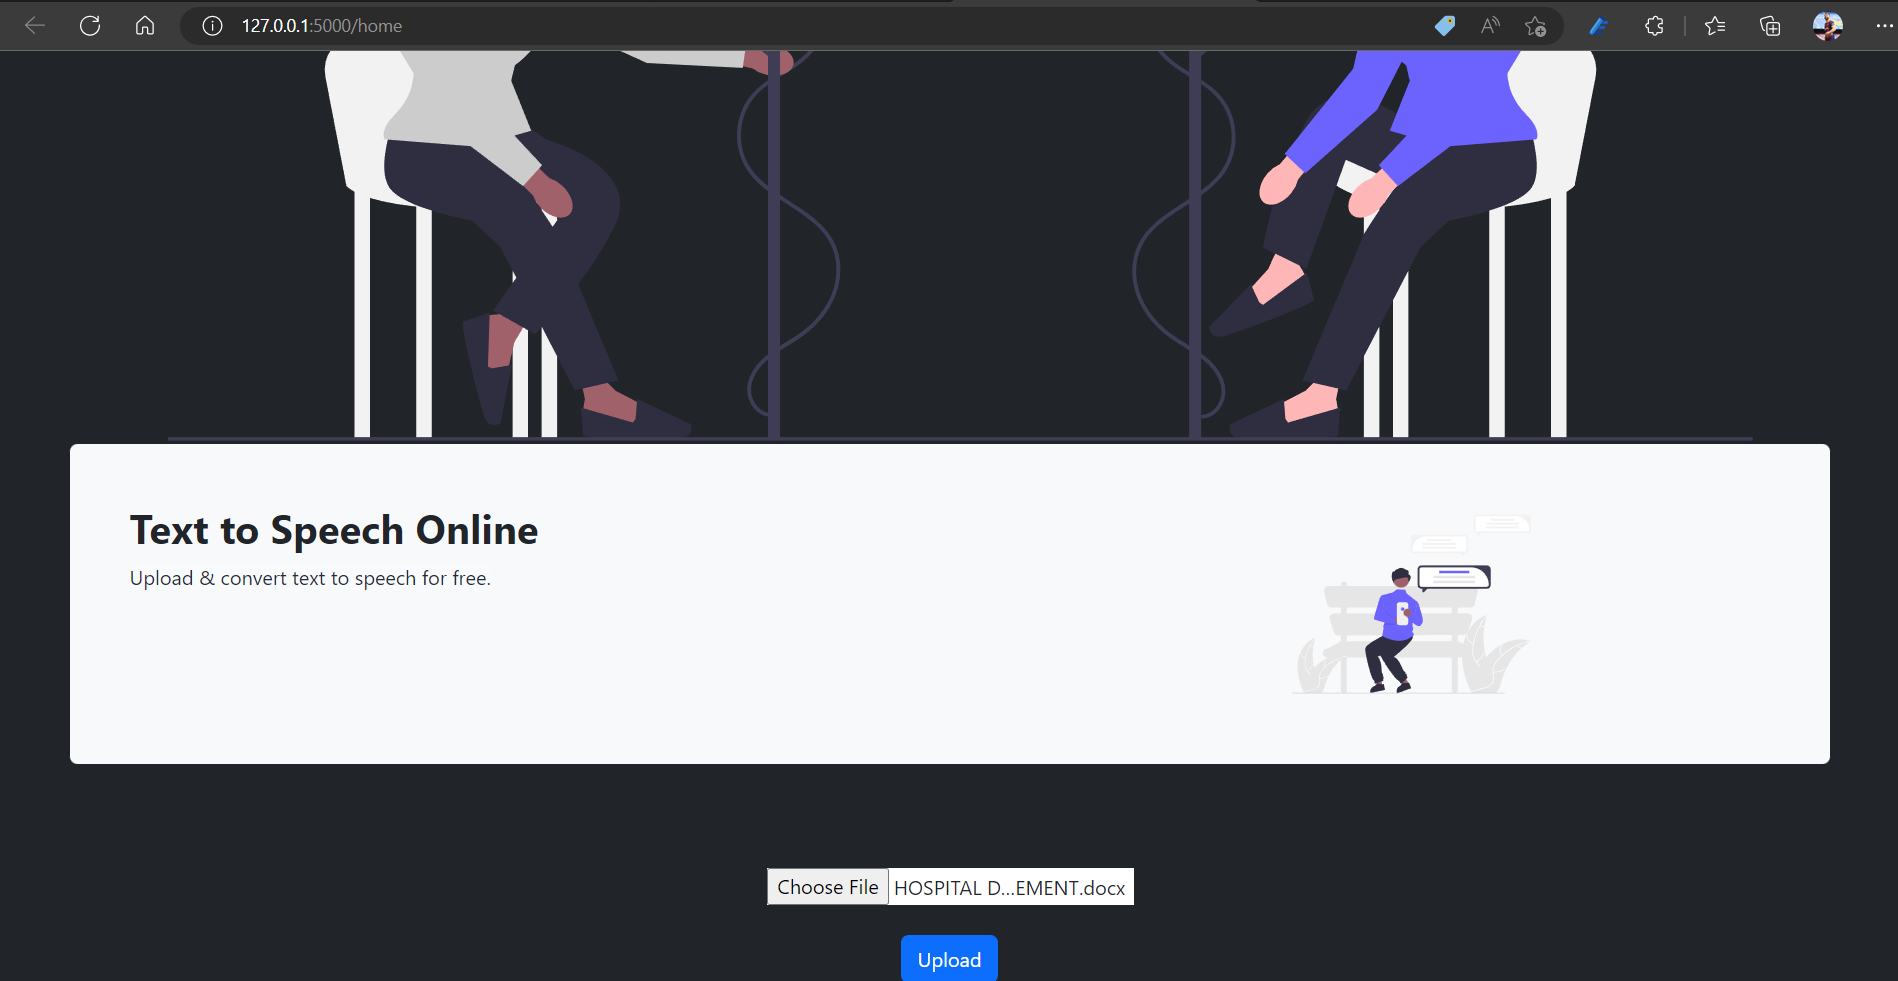 127.0.0.1:5000/home
Text to Speech Online
Upload & convert text to speech for free.
Choose File HOSPITAL D...EMENT.docx
Upload